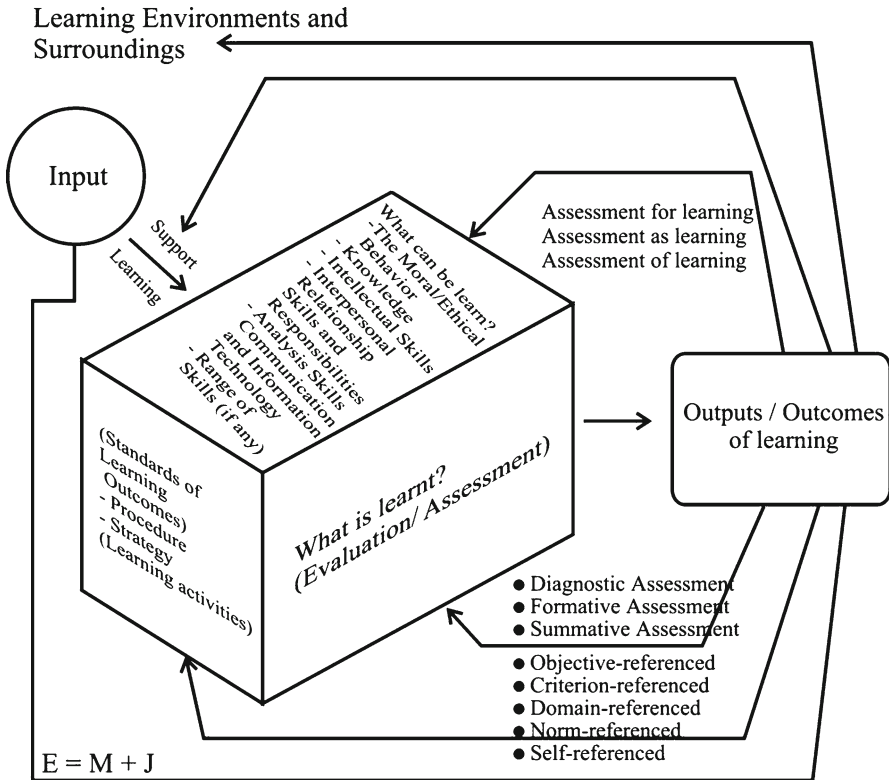 Learning Environments and
Surroundings
Input
Support
Learning
What can be learn?
-The Moral/Ethical
Behavior
- Knowledge
- Intellectual Skills
- Interpersonal
Relationship
Skills and
Responsibilities
- Analysis Skills
Communication
and Information
Technology
- Range of
Skills (if any)
Assessment for learning
Assessment as learning
Assessment of learning
Outputs / Outcomes
of learning
(Standards of
Learning
Outcomes)
- Procedure
- Strategy
(Learning activities)
What is learnt?
(Evaluation/ Assessment)
● Diagnostic Assessment
● Formative Assessment
● Summative Assessment
● Objective-referenced
● Criterion-referenced
● Domain-referenced
● Norm-referenced
● Self-referenced
E = M + J